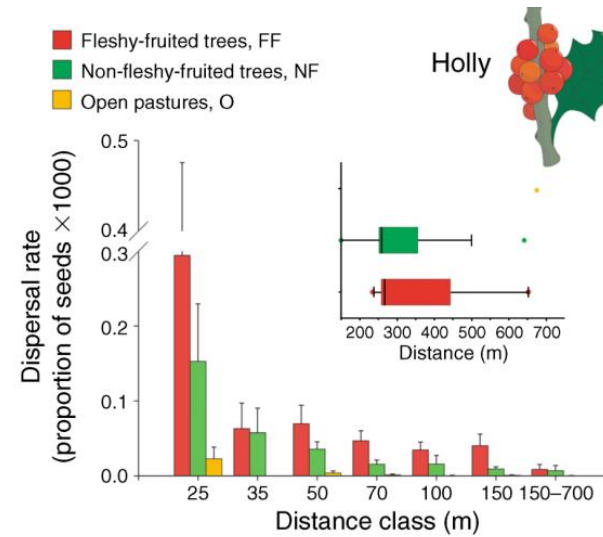 Fleshy-fruited trees, FF
Non-fleshy-fruited trees, NF
Open pastures, O
Holly
Dispersal rate
(proportion of seeds ×1000)
0.5
0.4
0.3
0.2
0.1
0.0
200 300 400 500 600 700
Distance (m)
25 35 50 70 100 150 150–700
Distance class (m)